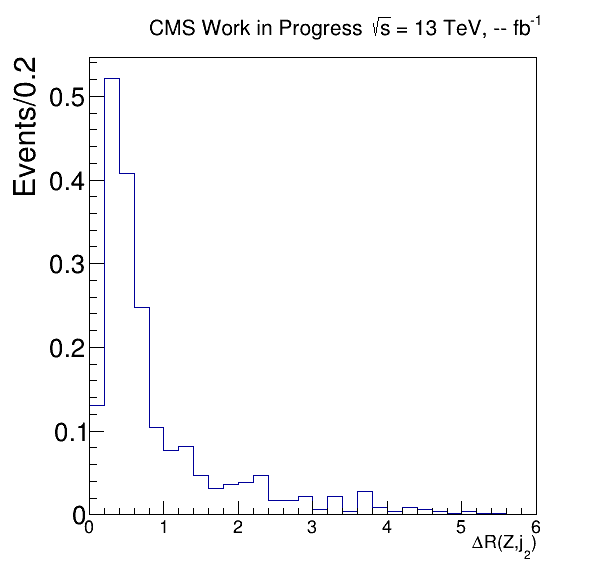 CMS Work in Progress √s = 13 TeV, -- fb⁻¹
Events/0.2
0.5
0.4
0.3
0.2
0.1
0
0 1 2 3 4 5 6
ΔR(Z,j₂)